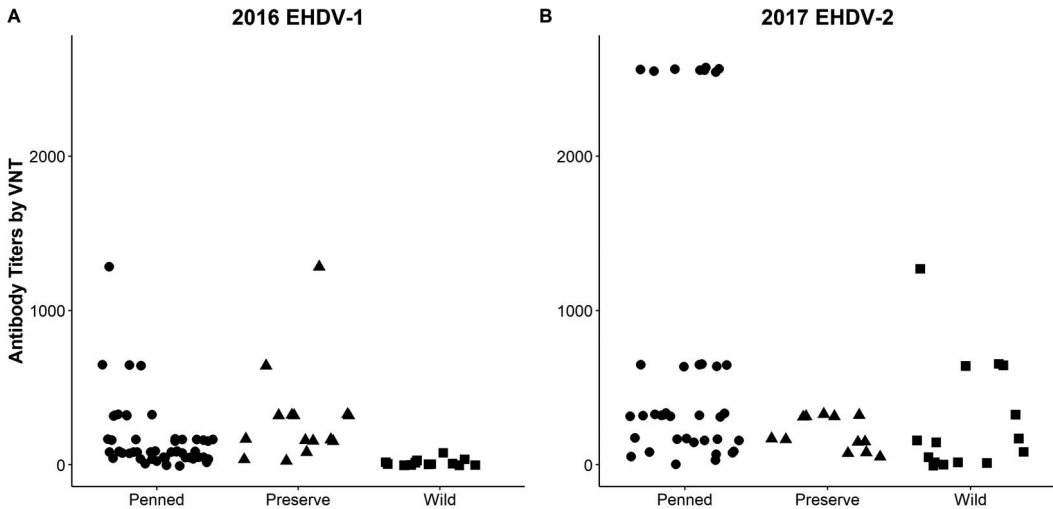 A
2016 EHDV-1
B
2017 EHDV-2
Antibody Titers by VNT
2000
1000
0
Penned
Preserve
Wild
2000
1000
0
Penned
Preserve
Wild